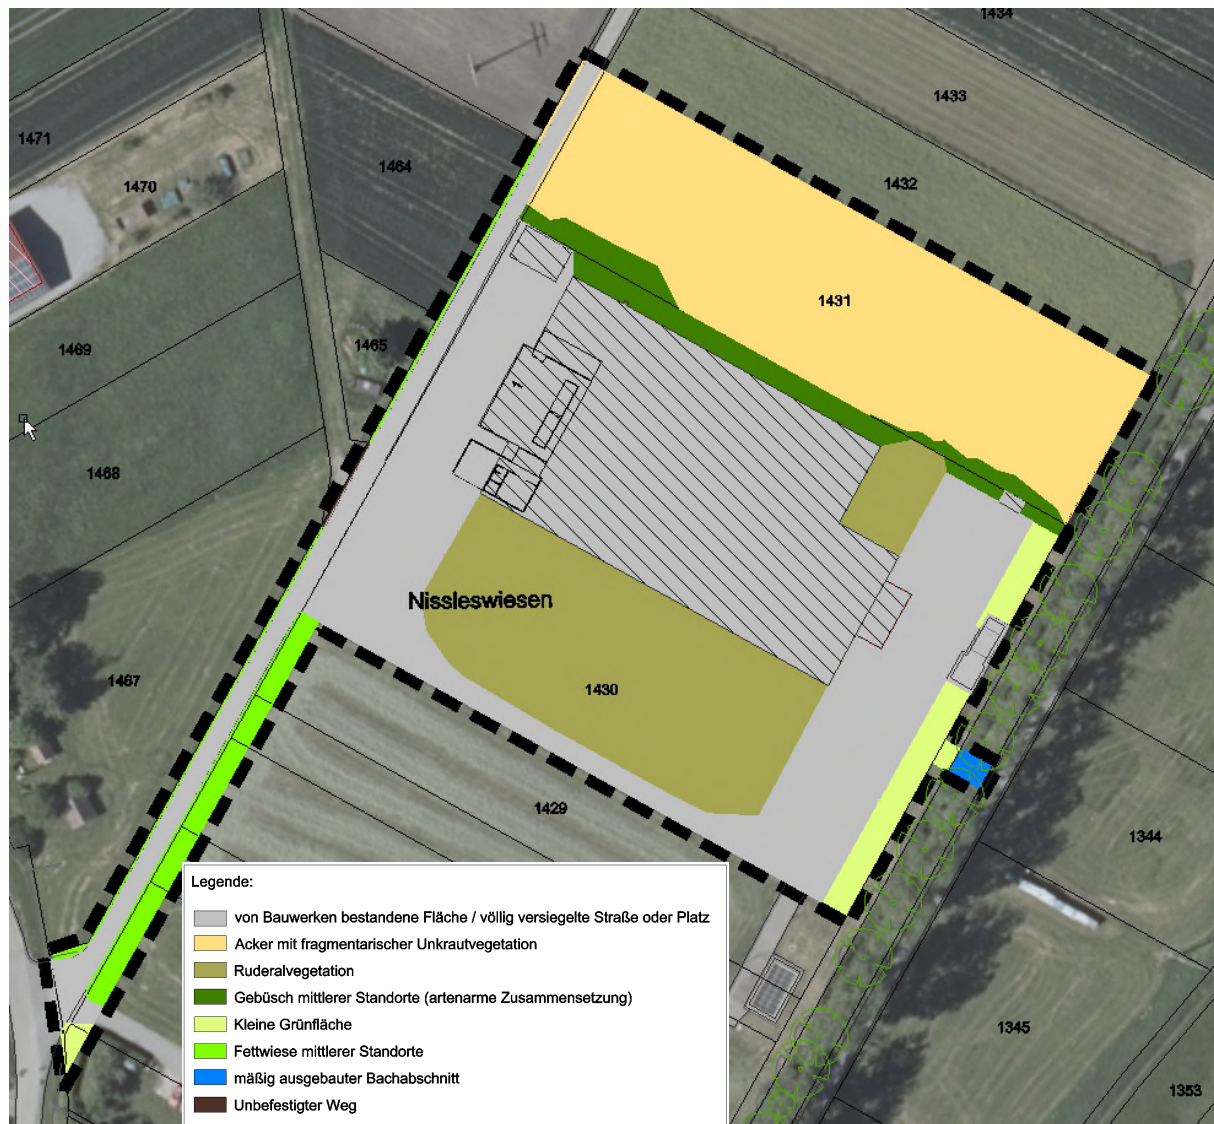 1434
1433
1471
1464
1470
1432
1431
1465
1469
1
1468
Nissleswiesen
1467
1430
1429
1344
Legende:
von Bauwerken bestandene Fläche / völlig versiegelte Straße oder Platz
Acker mit fragmentarischer Unkrautvegetation
Ruderalvegetation
Gebüsch mittlerer Standorte (artenarme Zusammensetzung)
Kleine Grünfläche
Fettwiese mittlerer Standorte
mäßig ausgebauter Bachabschnitt
Unbefestigter Weg
1345
1353